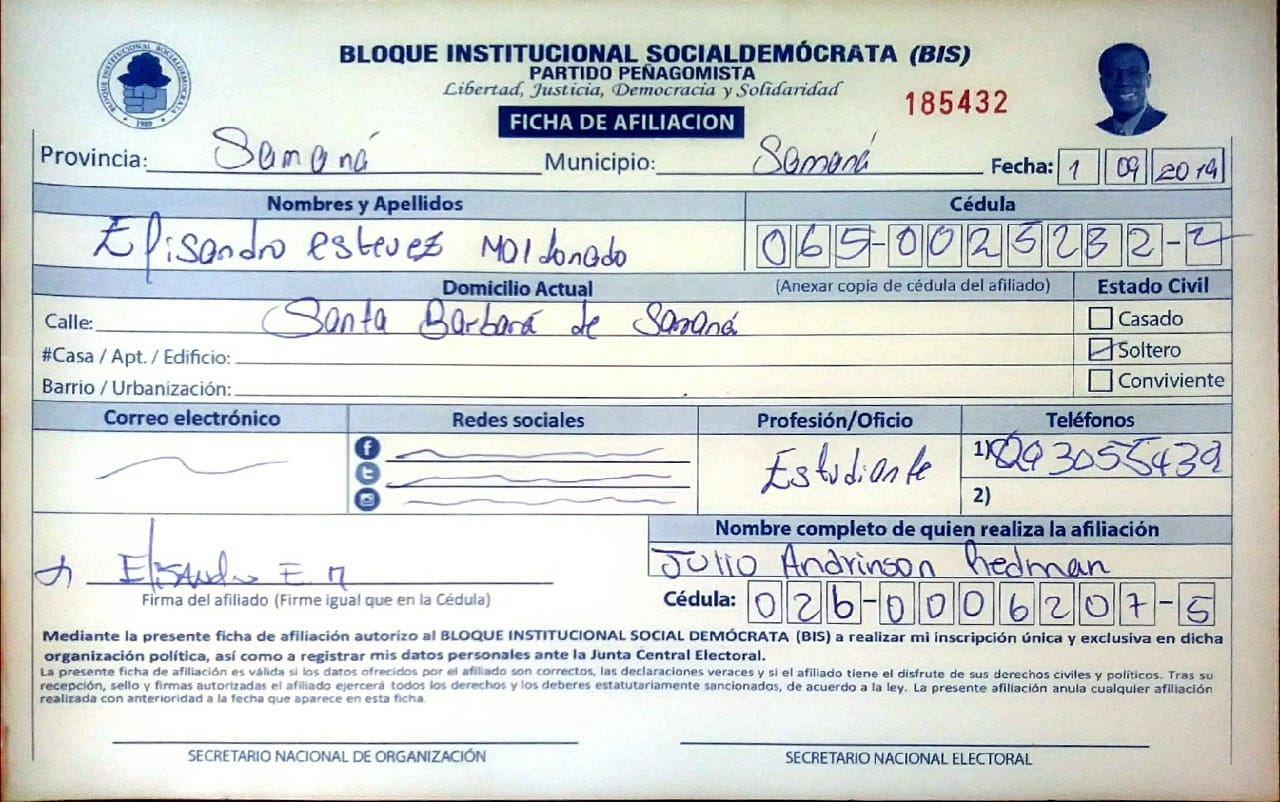 BLOQUE INSTITUCIONAL SOCIALDEMÓCRATA (BIS)
PARTIDO PEÑAGOMISTA
Libertad, Justicia, Democracia y Solidaridad
185432
FICHA DE AFILIACION
BLOQUE INSTITUCIONAL SOCIALDEMOCRATA
1989
Provincia: Samaná Municipio: Samaná Fecha: 1 09 2019
Nombres y Apellidos Cédula
Elisandro estevez Maldonado 065-0025232-2
Domicilio Actual (Anexar copia de cédula del afiliado) Estado Civil
Calle: Santa Barbará de Samaná Casado
#Casa / Apt. / Edificio: Soltero
Barrio / Urbanización: Conviviente
Correo electrónico Redes sociales Profesión/Oficio Teléfonos
Estudiante 1) 8293055439
2)
Nombre completo de quien realiza la afiliación
Julio Andrinson Redman
Elisandro E. M
Firma del afiliado (Firme igual que en la Cédula) Cédula: 026-0006207-5
Mediante la presente ficha de afiliación autorizo al BLOQUE INSTITUCIONAL SOCIAL DEMÓCRATA (BIS) a realizar mi inscripción única y exclusiva en dicha
organización política, así como a registrar mis datos personales ante la Junta Central Electoral.
La presente ficha de afiliación es válida si los datos ofrecidos por el afiliado son correctos, las declaraciones veraces y si el afiliado tiene el disfrute de sus derechos civiles y políticos. Tras su
recepción, sello y firmas autorizadas el afiliado ejercerá todos los derechos y los deberes estatutariamente sancionados, de acuerdo a la ley. La presente afiliación anula cualquier afiliación
realizada con anterioridad a la fecha que aparece en esta ficha.
SECRETARIO NACIONAL DE ORGANIZACIÓN SECRETARIO NACIONAL ELECTORAL